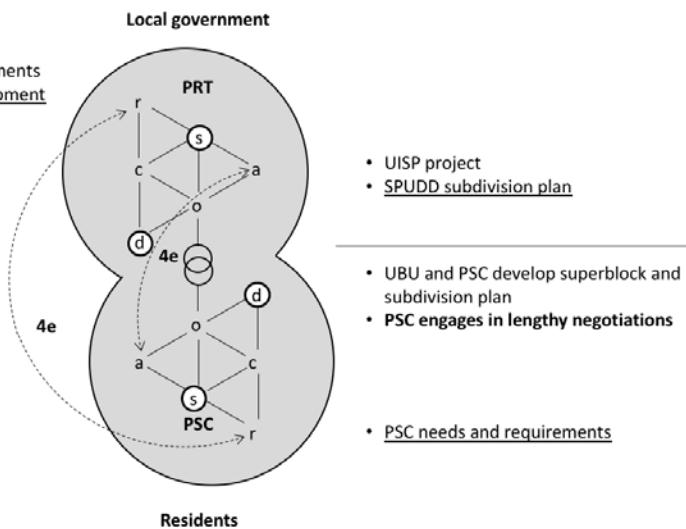 Local government
opment
PRT
r
s
c
a
o
d
4e
• UISP project
• SPUDD subdivision plan
• UBU and PSC develop superblock and
subdivision plan
• PSC engages in lengthy negotiations
d
o
4e
a
c
s
PSC
r
• PSC needs and requirements
Residents